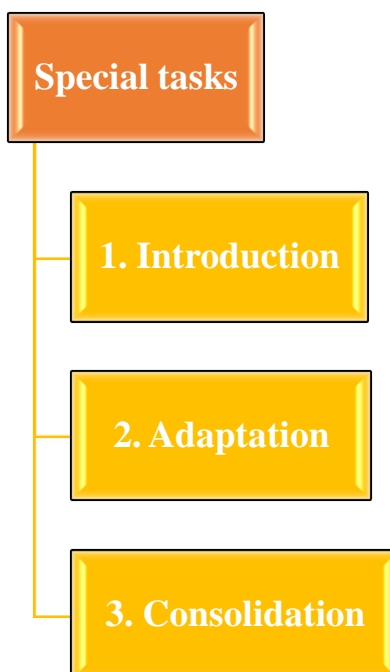 Special tasks
1. Introduction
2. Adaptation
3. Consolidation